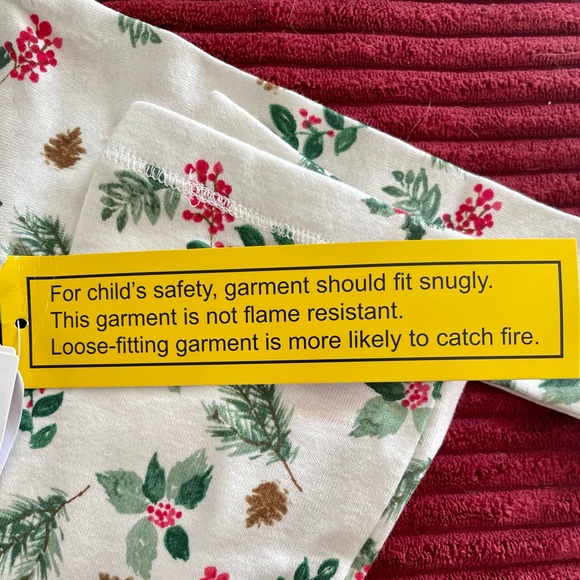 For child's safety, garment should fit snugly.
This garment is not flame resistant.
Loose-fitting garment is more likely to catch fire.